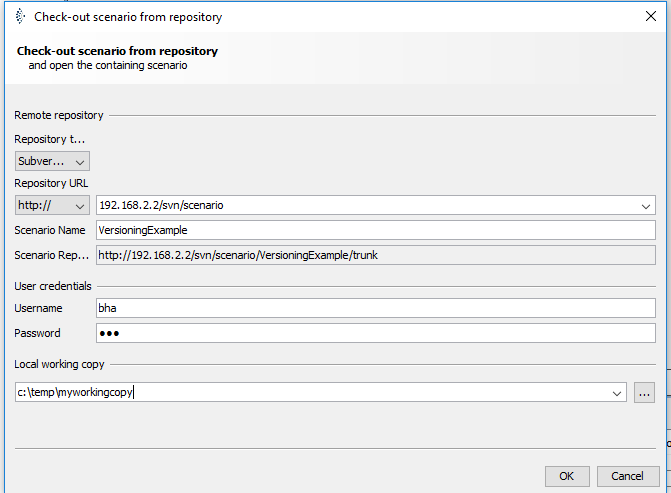 Check-out scenario from repository
Check-out scenario from repository
and open the containing scenario
Remote repository
Repository t...
Subver...
Repository URL
http:// 192.168.2.2/svn/scenario
Scenario Name VersioningExample
Scenario Rep... http://192.168.2.2/svn/scenario/VersioningExample/trunk
User credentials
Username bha
Password ●●●
Local working copy
c:\temp\myworkingcopy ...
OK Cancel